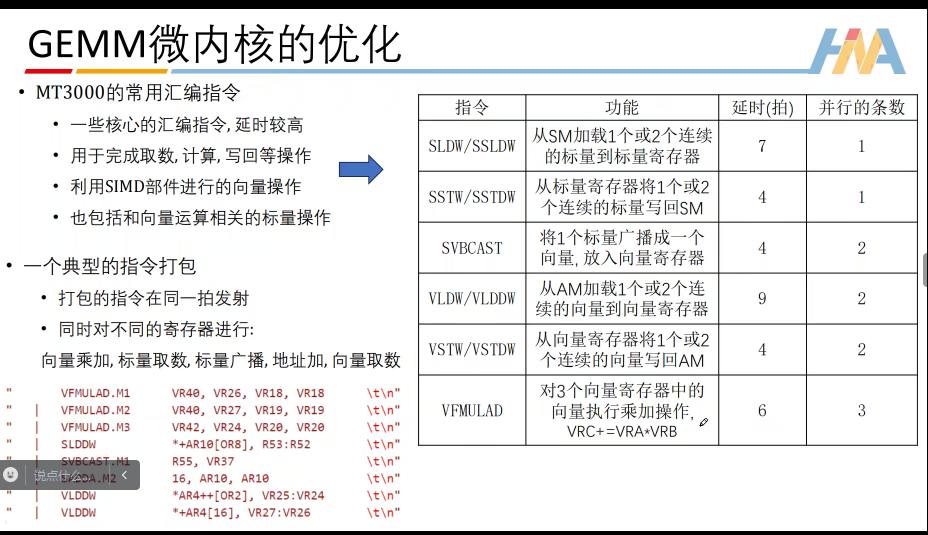 GEMM微内核的优化
HMA
• MT3000的常用汇编指令
• 一些核心的汇编指令, 延时较高
• 用于完成取数, 计算, 写回等操作
• 利用SIMD部件进行的向量操作
• 也包括和向量运算相关的标量操作
• 一个典型的指令打包
• 打包的指令在同一拍发射
• 同时对不同的寄存器进行:
向量乘加, 标量取数, 标量广播, 地址加, 向量取数
" VFMULAD.M1 VR40, VR26, VR18, VR18 \t\n"
" | VFMULAD.M2 VR40, VR27, VR19, VR19 \t\n"
" | VFMULAD.M3 VR42, VR24, VR20, VR20 \t\n"
" | SLDDW *+AR10[OR8], R53:R52 \t\n"
" | SVBCAST.M1 R55, VR37 \t\n"
" | 16, AR10, AR10 \t\n"
" | VLDDW *AR4++[OR2], VR25:VR24 \t\n"
" | VLDDW *+AR4[16], VR27:VR26 \t\n"
说点什么...
指令 功能 延时(拍) 并行的条数
SLDW/SSLDW 从SM加载1个或2个连续 7 1
的标量到标量寄存器
SSTW/SSTDW 从标量寄存器将1个或2 4 1
个连续的标量写回SM
SVBCAST 将1个标量广播成一个 4 2
向量, 放入向量寄存器
VLDW/VLDDW 从AM加载1个或2个连 9 2
续的向量到向量寄存器
VSTW/VSTDW 从向量寄存器将1个或2 4 2
个连续的向量写回AM
VFMULAD 对3个向量寄存器中的 6 3
向量执行乘加操作,
VRC+=VRA*VRB